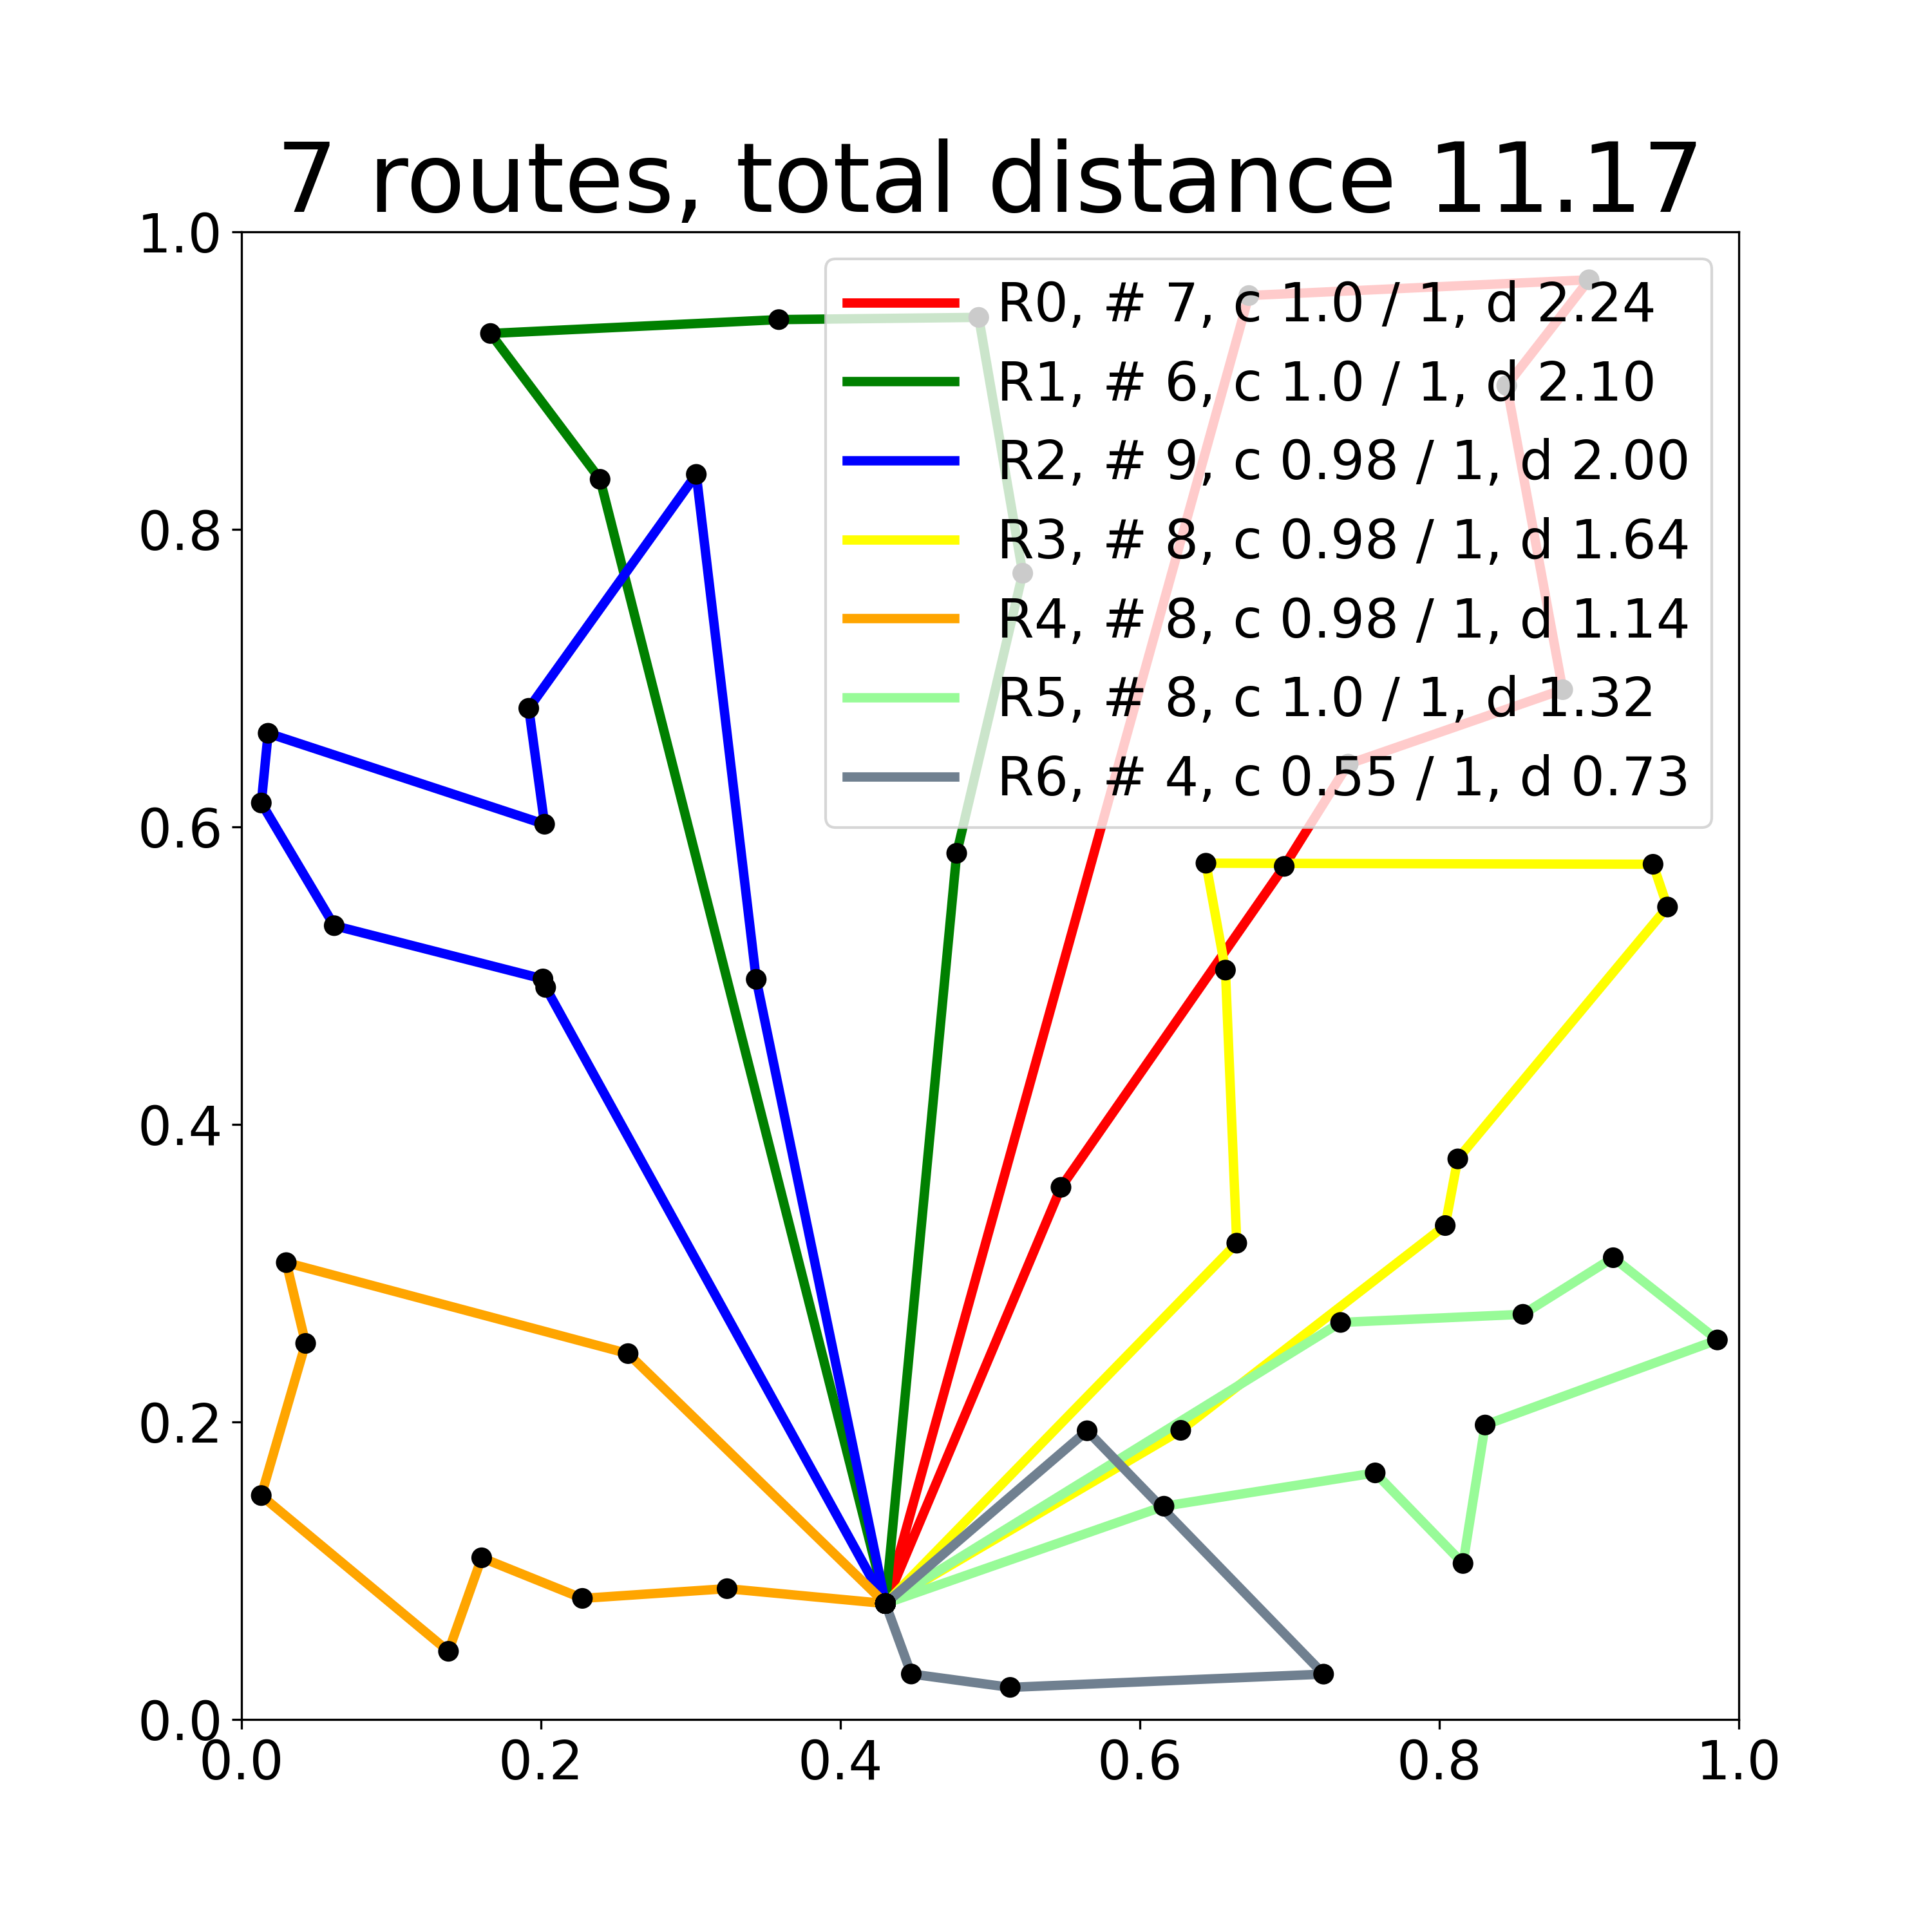 7 routes, total distance 11.17
R0, # 7, c 1.0 / 1, d 2.24
R1, # 6, c 1.0 / 1, d 2.10
R2, # 9, c 0.98 / 1, d 2.00
R3, # 8, c 0.98 / 1, d 1.64
R4, # 8, c 0.98 / 1, d 1.14
R5, # 8, c 1.0 / 1, d 1.32
R6, # 4, c 0.55 / 1, d 0.73
1.0
0.8
0.6
0.4
0.2
0.0
0.0 0.2 0.4 0.6 0.8 1.0